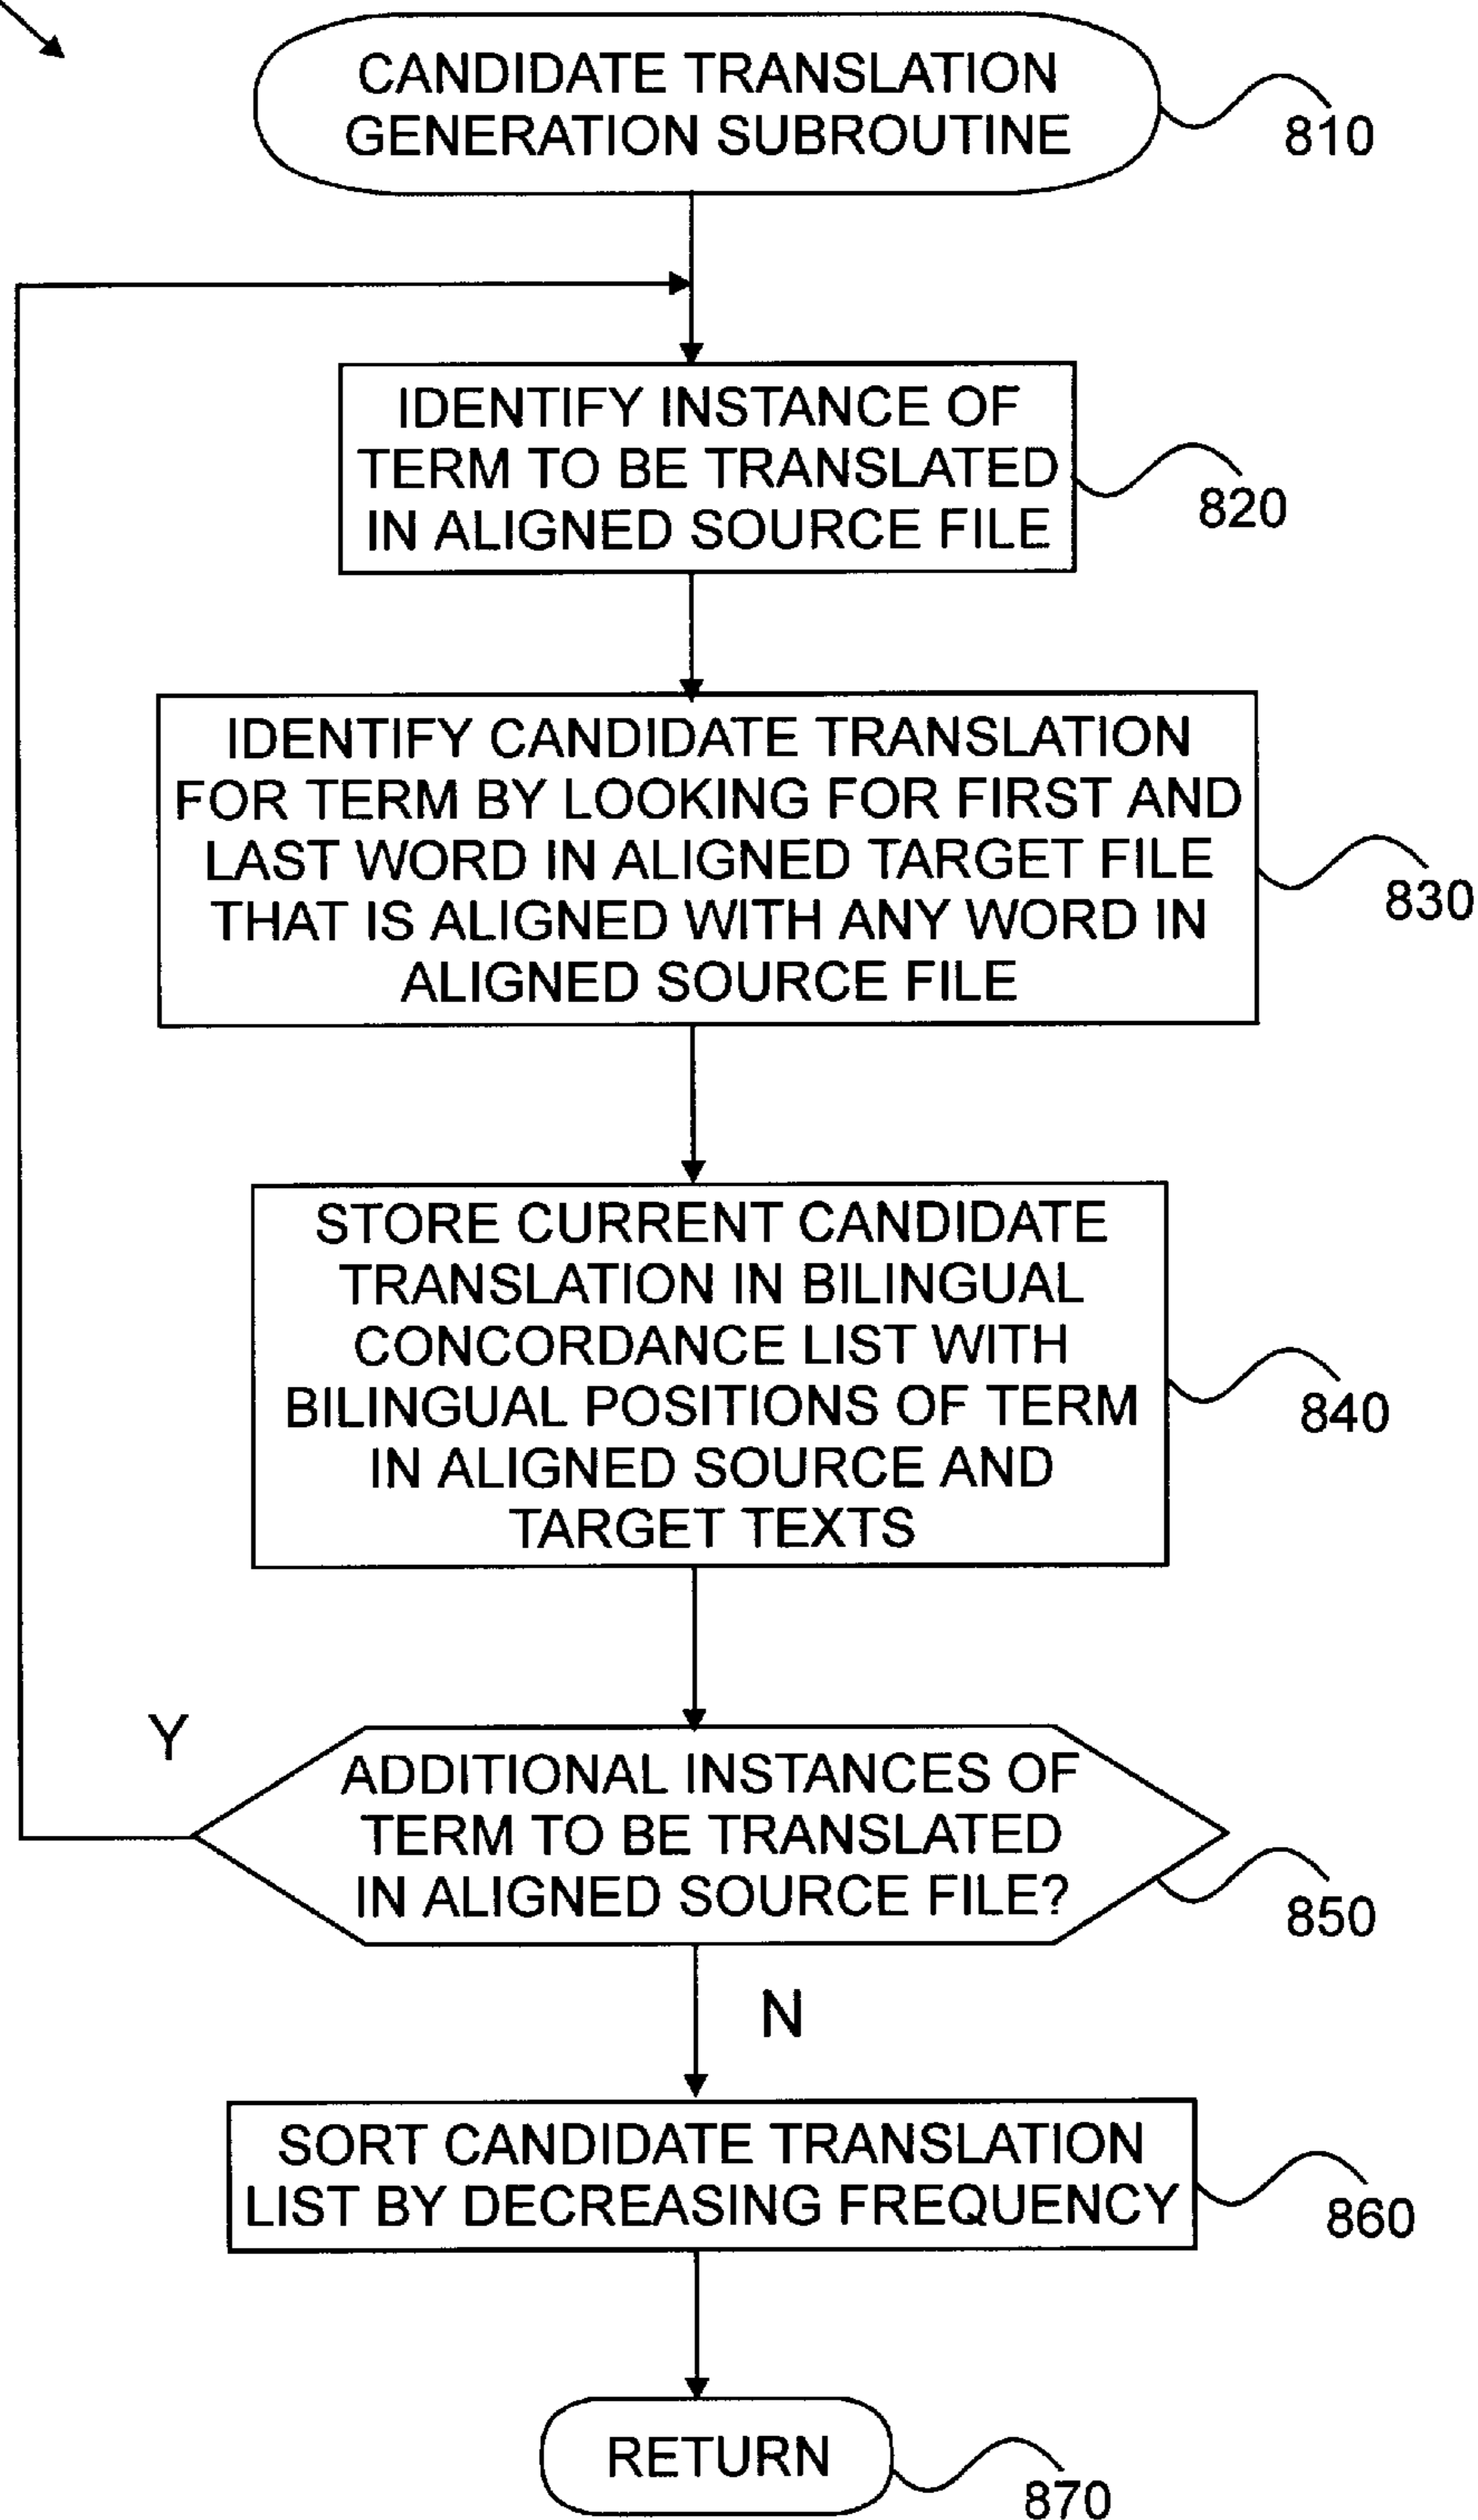 CANDIDATE TRANSLATION
GENERATION SUBROUTINE
810
IDENTIFY INSTANCE OF
TERM TO BE TRANSLATED
IN ALIGNED SOURCE FILE
820
IDENTIFY CANDIDATE TRANSLATION
FOR TERM BY LOOKING FOR FIRST AND
LAST WORD IN ALIGNED TARGET FILE
THAT IS ALIGNED WITH ANY WORD IN
ALIGNED SOURCE FILE
830
STORE CURRENT CANDIDATE
TRANSLATION IN BILINGUAL
CONCORDANCE LIST WITH
BILINGUAL POSITIONS OF TERM
IN ALIGNED SOURCE AND
TARGET TEXTS
840
Y
ADDITIONAL INSTANCES OF
TERM TO BE TRANSLATED
IN ALIGNED SOURCE FILE?
850
N
SORT CANDIDATE TRANSLATION
LIST BY DECREASING FREQUENCY
860
RETURN
870